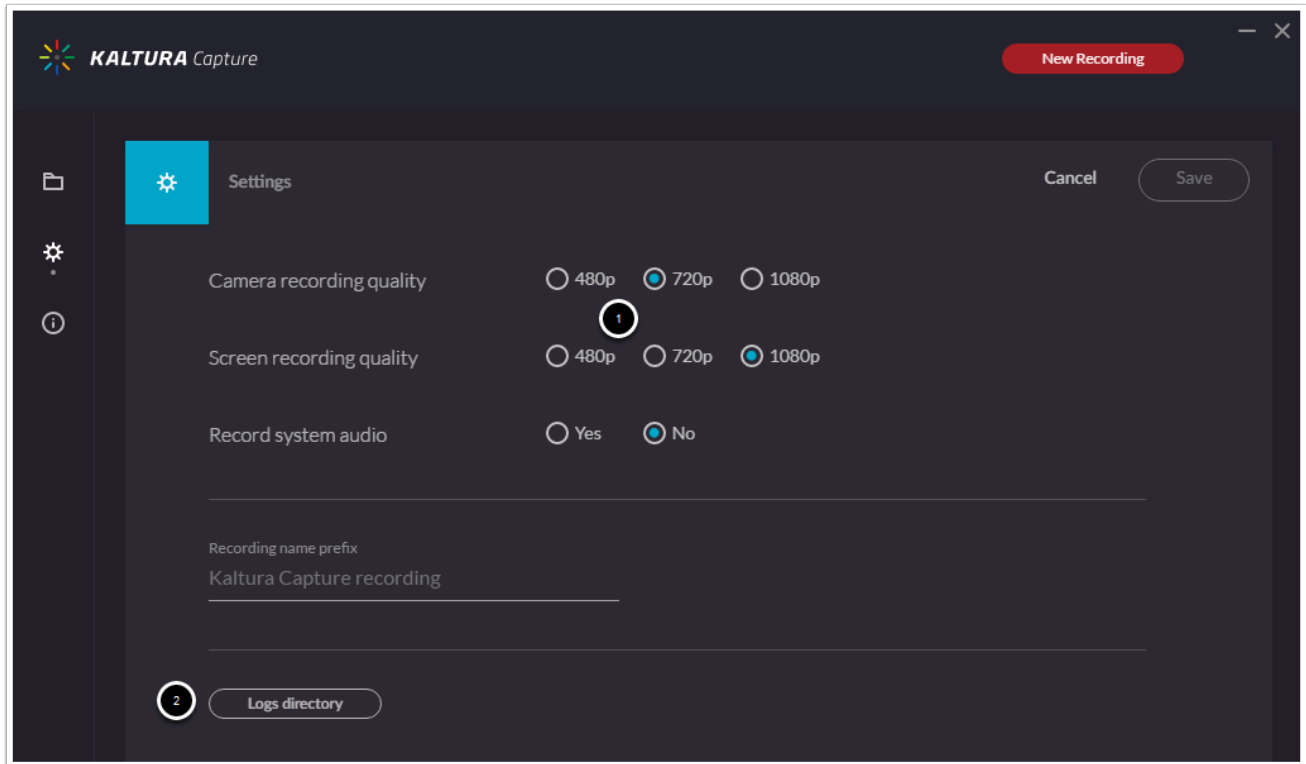 KALTURA Capture
New Recording
Settings
Cancel
Save
Camera recording quality
480p 720p 1080p
1
Screen recording quality
480p 720p 1080p
Record system audio
Yes No
Recording name prefix
Kaltura Capture recording
2
Logs directory